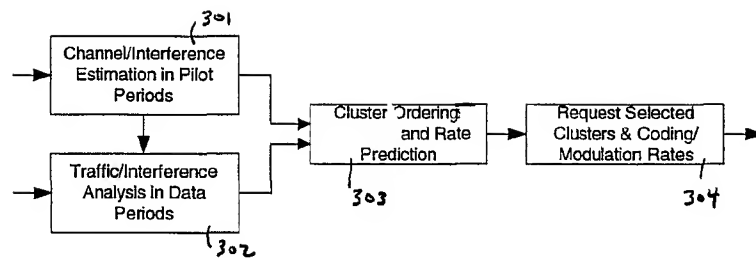 301
Channel/Interference
Estimation in Pilot
Periods
Traffic/Interference
Analysis in Data
Periods
302
Cluster Ordering
and Rate
Prediction
303
Request Selected
Clusters & Coding/
Modulation Rates
304